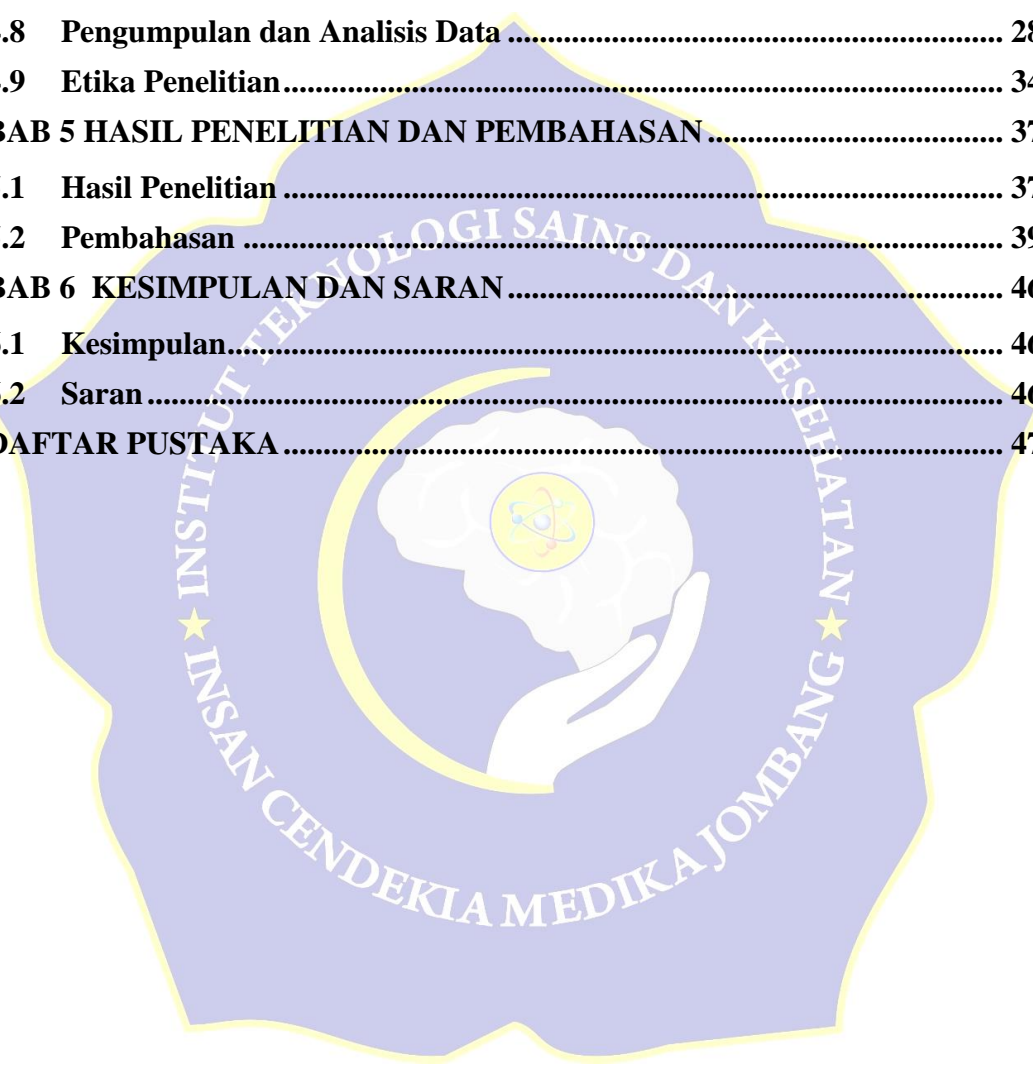 .8 Pengumpulan dan Analisis Data ........................................................................ 28
.9 Etika Penelitian ........................................................................ 34
BAB 5 HASIL PENELITIAN DAN PEMBAHASAN ........................................ 37
.1 Hasil Penelitian ........................................................................ 37
.2 Pembahasan ........................................................................ 39
BAB 6 KESIMPULAN DAN SARAN ........................................................................ 46
.1 Kesimpulan ........................................................................ 46
.2 Saran ........................................................................ 46
DAFTAR PUSTAKA ........................................................................ 47
INSTITUT TEKNOLOGI SAINS DAN KESEHATAN
INSAN CENDEKIA MEDIKA JOMBANG